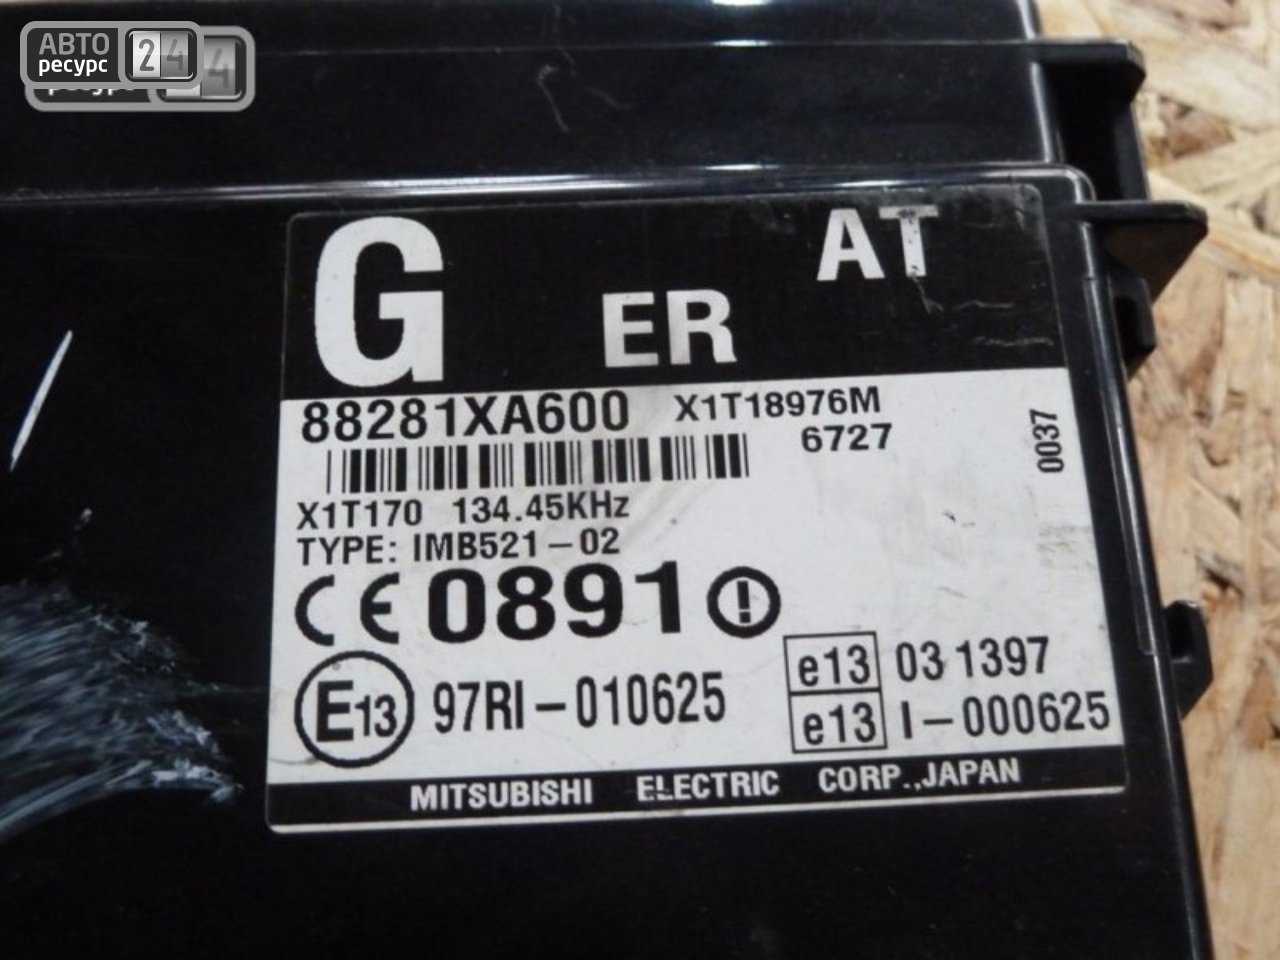 АВТО
ресурс 24
G
AT
ER
88281XA600 X1T18976M
6727
0037
X1T170 134.45KHz
TYPE: IMB521-02
CE 0891
E13 97RI-010625
e13 03 1397
e13 I-000625
MITSUBISHI ELECTRIC CORP.,JAPAN